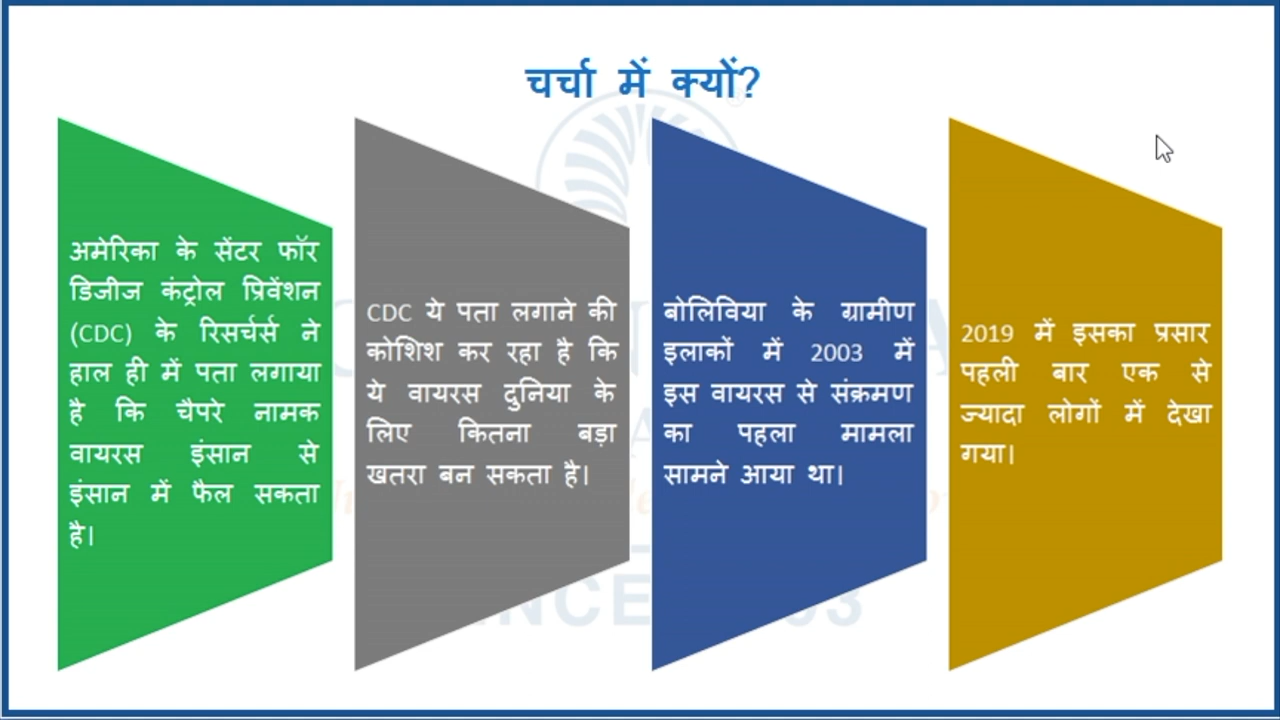 चर्चा में क्यों?
अमेरिका के सेंटर फॉर
डिजीज कंट्रोल प्रिवेंशन
(CDC) के रिसर्चर्स ने
हाल ही में पता लगाया
है कि चैपरे नामक
वायरस इंसान से
इंसान में फैल सकता
है।
CDC ये पता लगाने की
कोशिश कर रहा है कि
ये वायरस दुनिया के
लिए कितना बड़ा
खतरा बन सकता है।
बोलिविया के ग्रामीण
इलाकों में 2003 में
इस वायरस से संक्रमण
का पहला मामला
सामने आया था।
2019 में इसका प्रसार
पहली बार एक से
ज्यादा लोगों में देखा
गया।